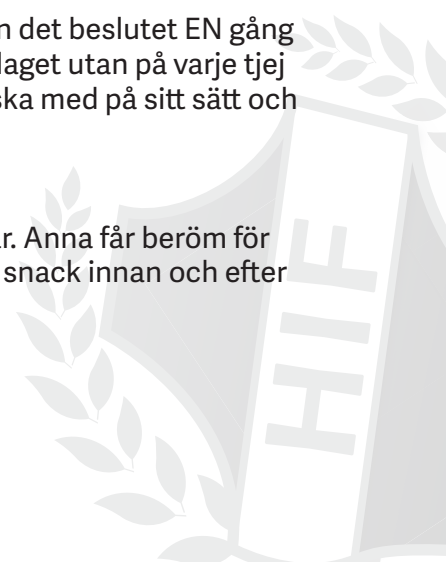 det beslutet EN gång
laget utan på varje tjej
ska med på sitt sätt och
Anna får beröm för
snack innan och efter
HIF